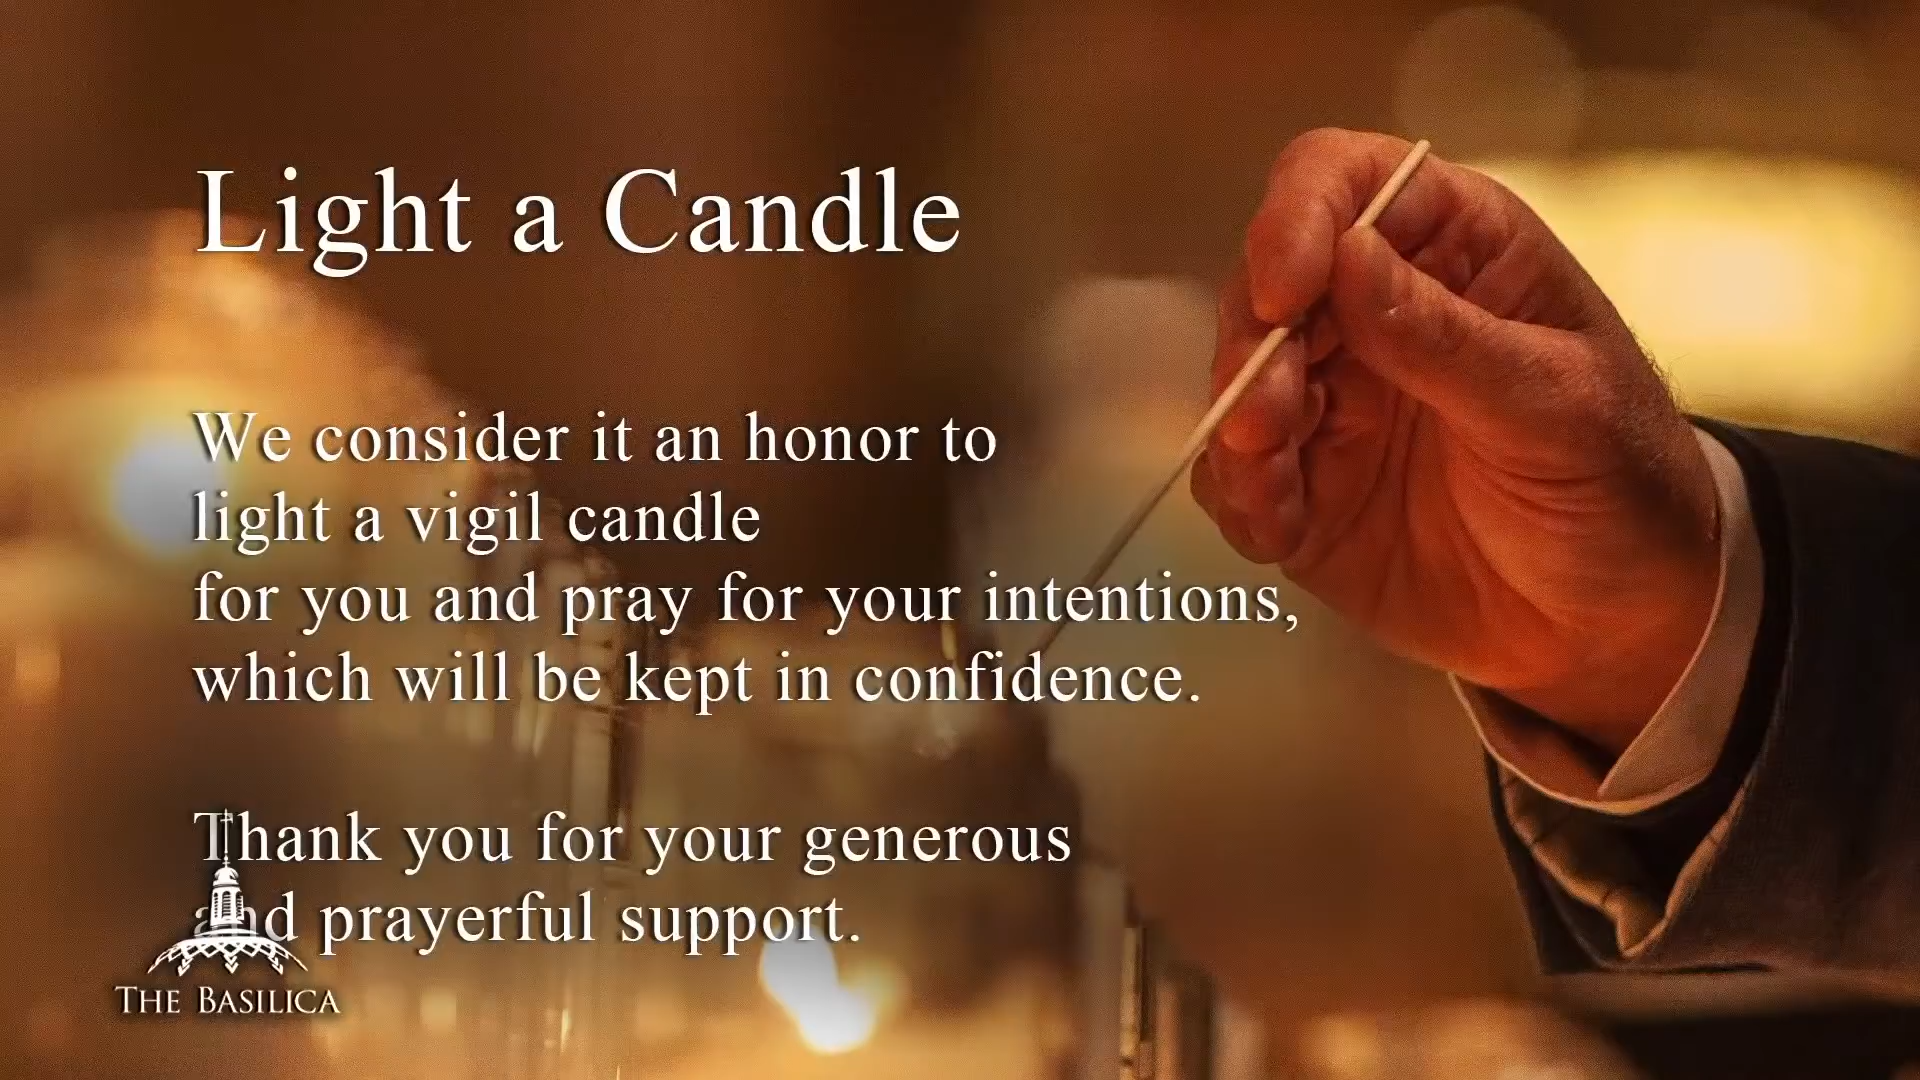 Light a Candle
We consider it an honor to
light a vigil candle
for you and pray for your intentions,
which will be kept in confidence.
Thank you for your generous
and prayerful support.
THE BASILICA